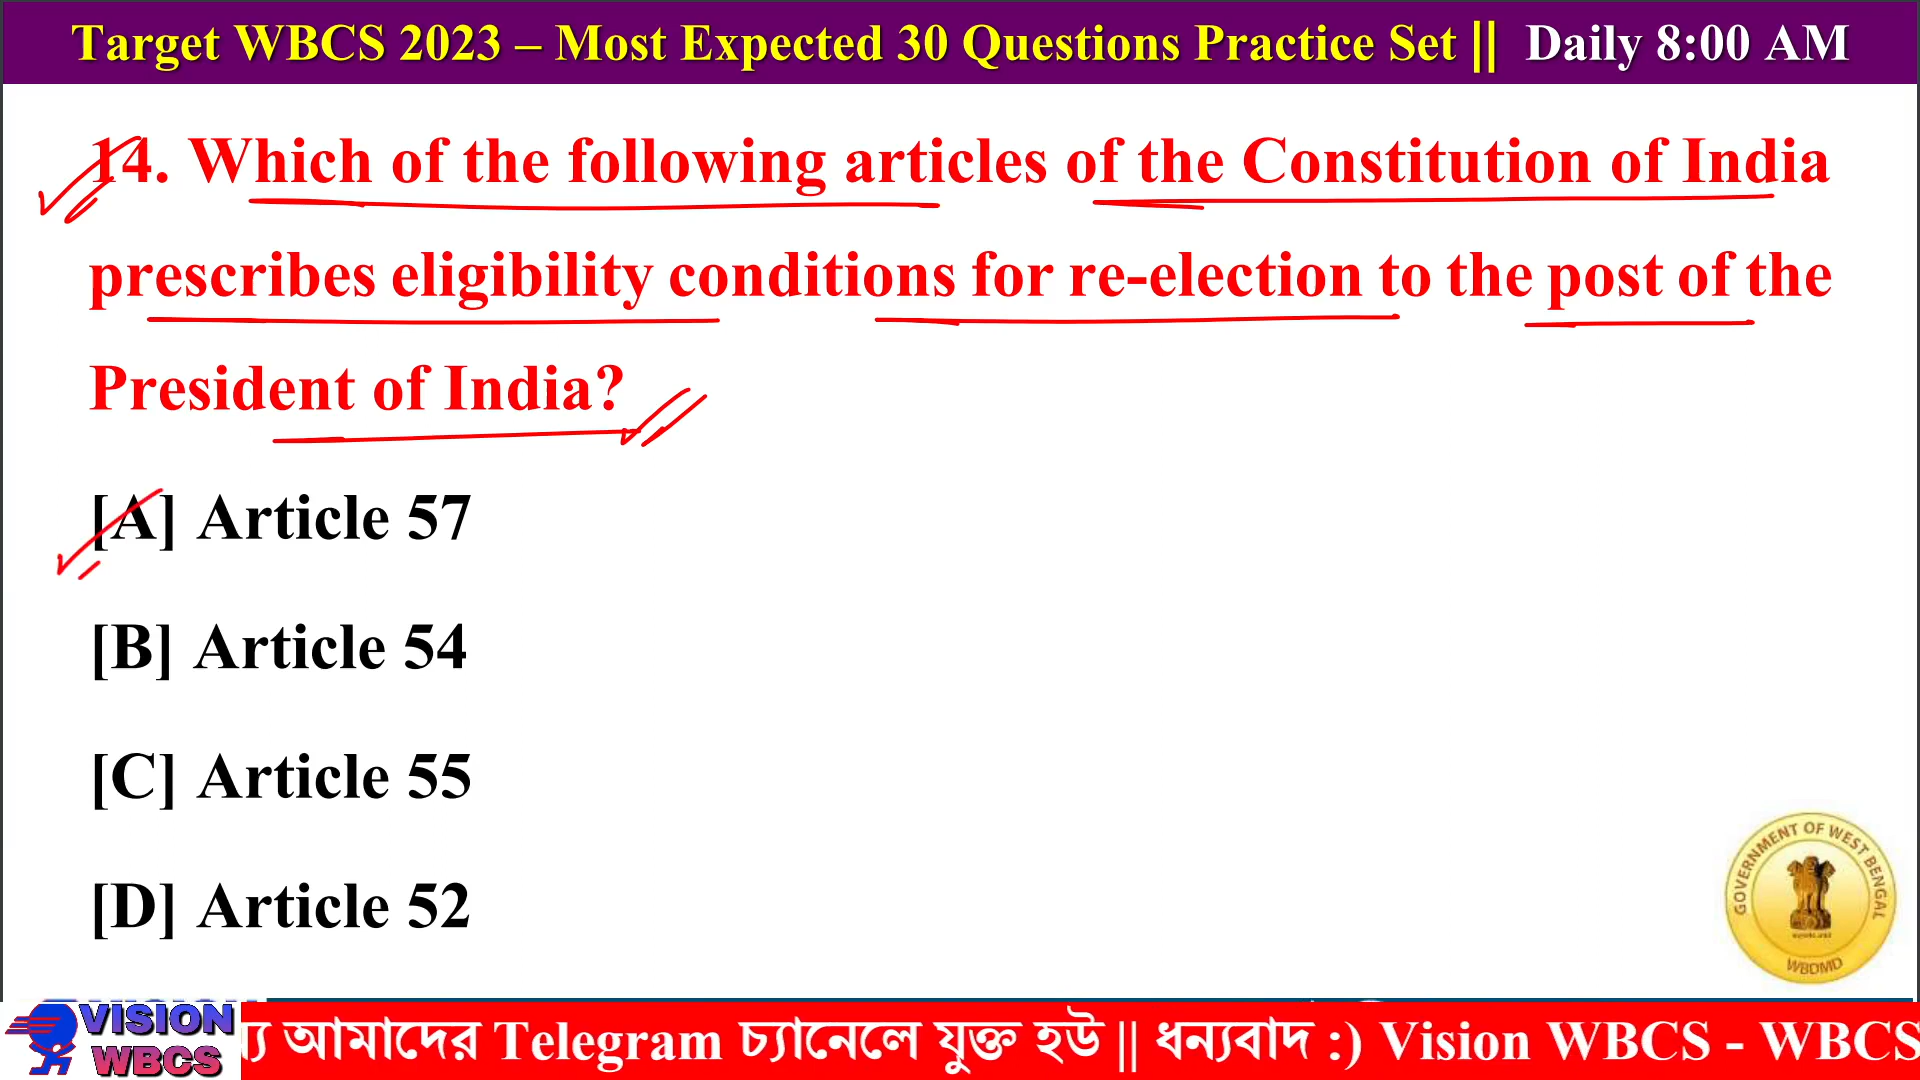 Target WBCS 2023 – Most Expected 30 Questions Practice Set || Daily 8:00 AM
14. Which of the following articles of the Constitution of India
prescribes eligibility conditions for re-election to the post of the
President of India?
[A] Article 57
[B] Article 54
[C] Article 55
[D] Article 52
GOVERNMENT OF WEST BENGAL
WBDMD
VISION
WBCS
আমাদের Telegram চ্যানেলে যুক্ত হউ || ধন্যবাদ :) Vision WBCS - WBCS